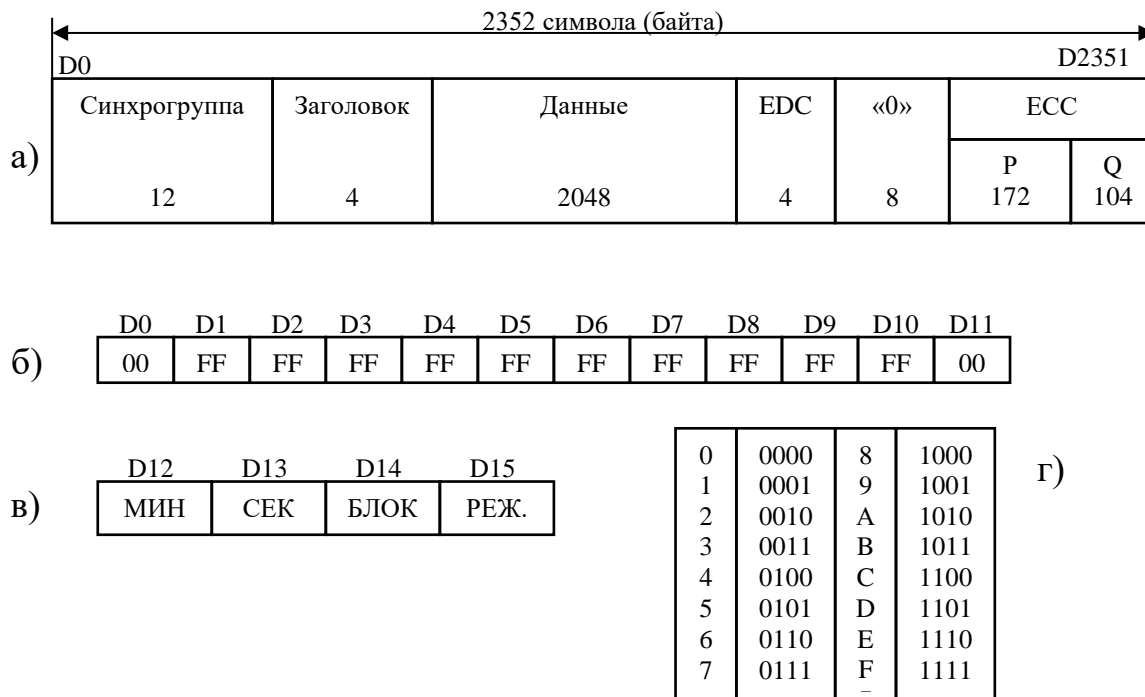 2352 символа (байта)
D0 D2351
Синхрогруппа Заголовок Данные EDC «0» ECC
а)
P Q
12 4 2048 4 8 172 104
D0 D1 D2 D3 D4 D5 D6 D7 D8 D9 D10 D11
б) 00 FF FF FF FF FF FF FF FF FF FF 00
D12 D13 D14 D15
в) МИН СЕК БЛОК РЕЖ.
г)
0 0000 8 1000
1 0001 9 1001
2 0010 A 1010
3 0011 B 1011
4 0100 C 1100
5 0101 D 1101
6 0110 E 1110
7 0111 F 1111